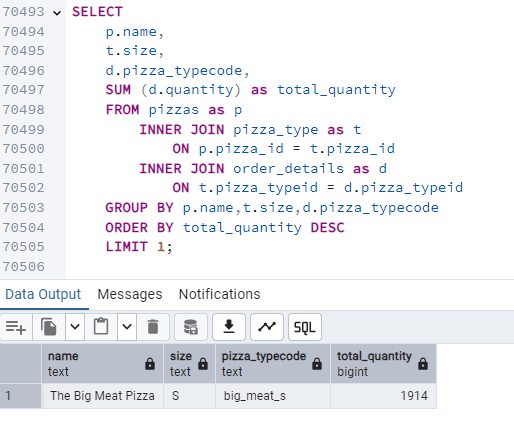 70493 SELECT
70494 p.name,
70495 t.size,
70496 d.pizza_typecode,
70497 SUM (d.quantity) as total_quantity
70498 FROM pizzas as p
70499 INNER JOIN pizza_type as t
70500 ON p.pizza_id = t.pizza_id
70501 INNER JOIN order_details as d
70502 ON t.pizza_typeid = d.pizza_typeid
70503 GROUP BY p.name,t.size,d.pizza_typecode
70504 ORDER BY total_quantity DESC
70505 LIMIT 1;
70506
Data Output Messages Notifications
SQL
name size pizza_typecode total_quantity
text text text bigint
1 The Big Meat Pizza S big_meat_s 1914